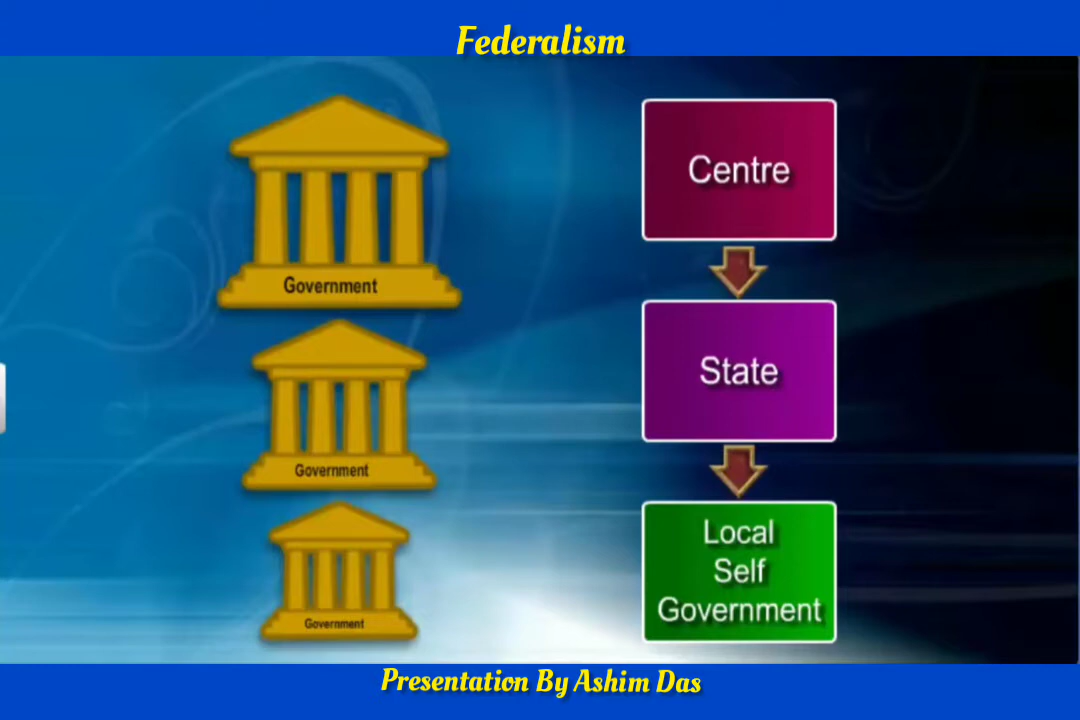 Federalism
Government
Government
Government
Centre
State
Local
Self
Government
Presentation By Ashim Das